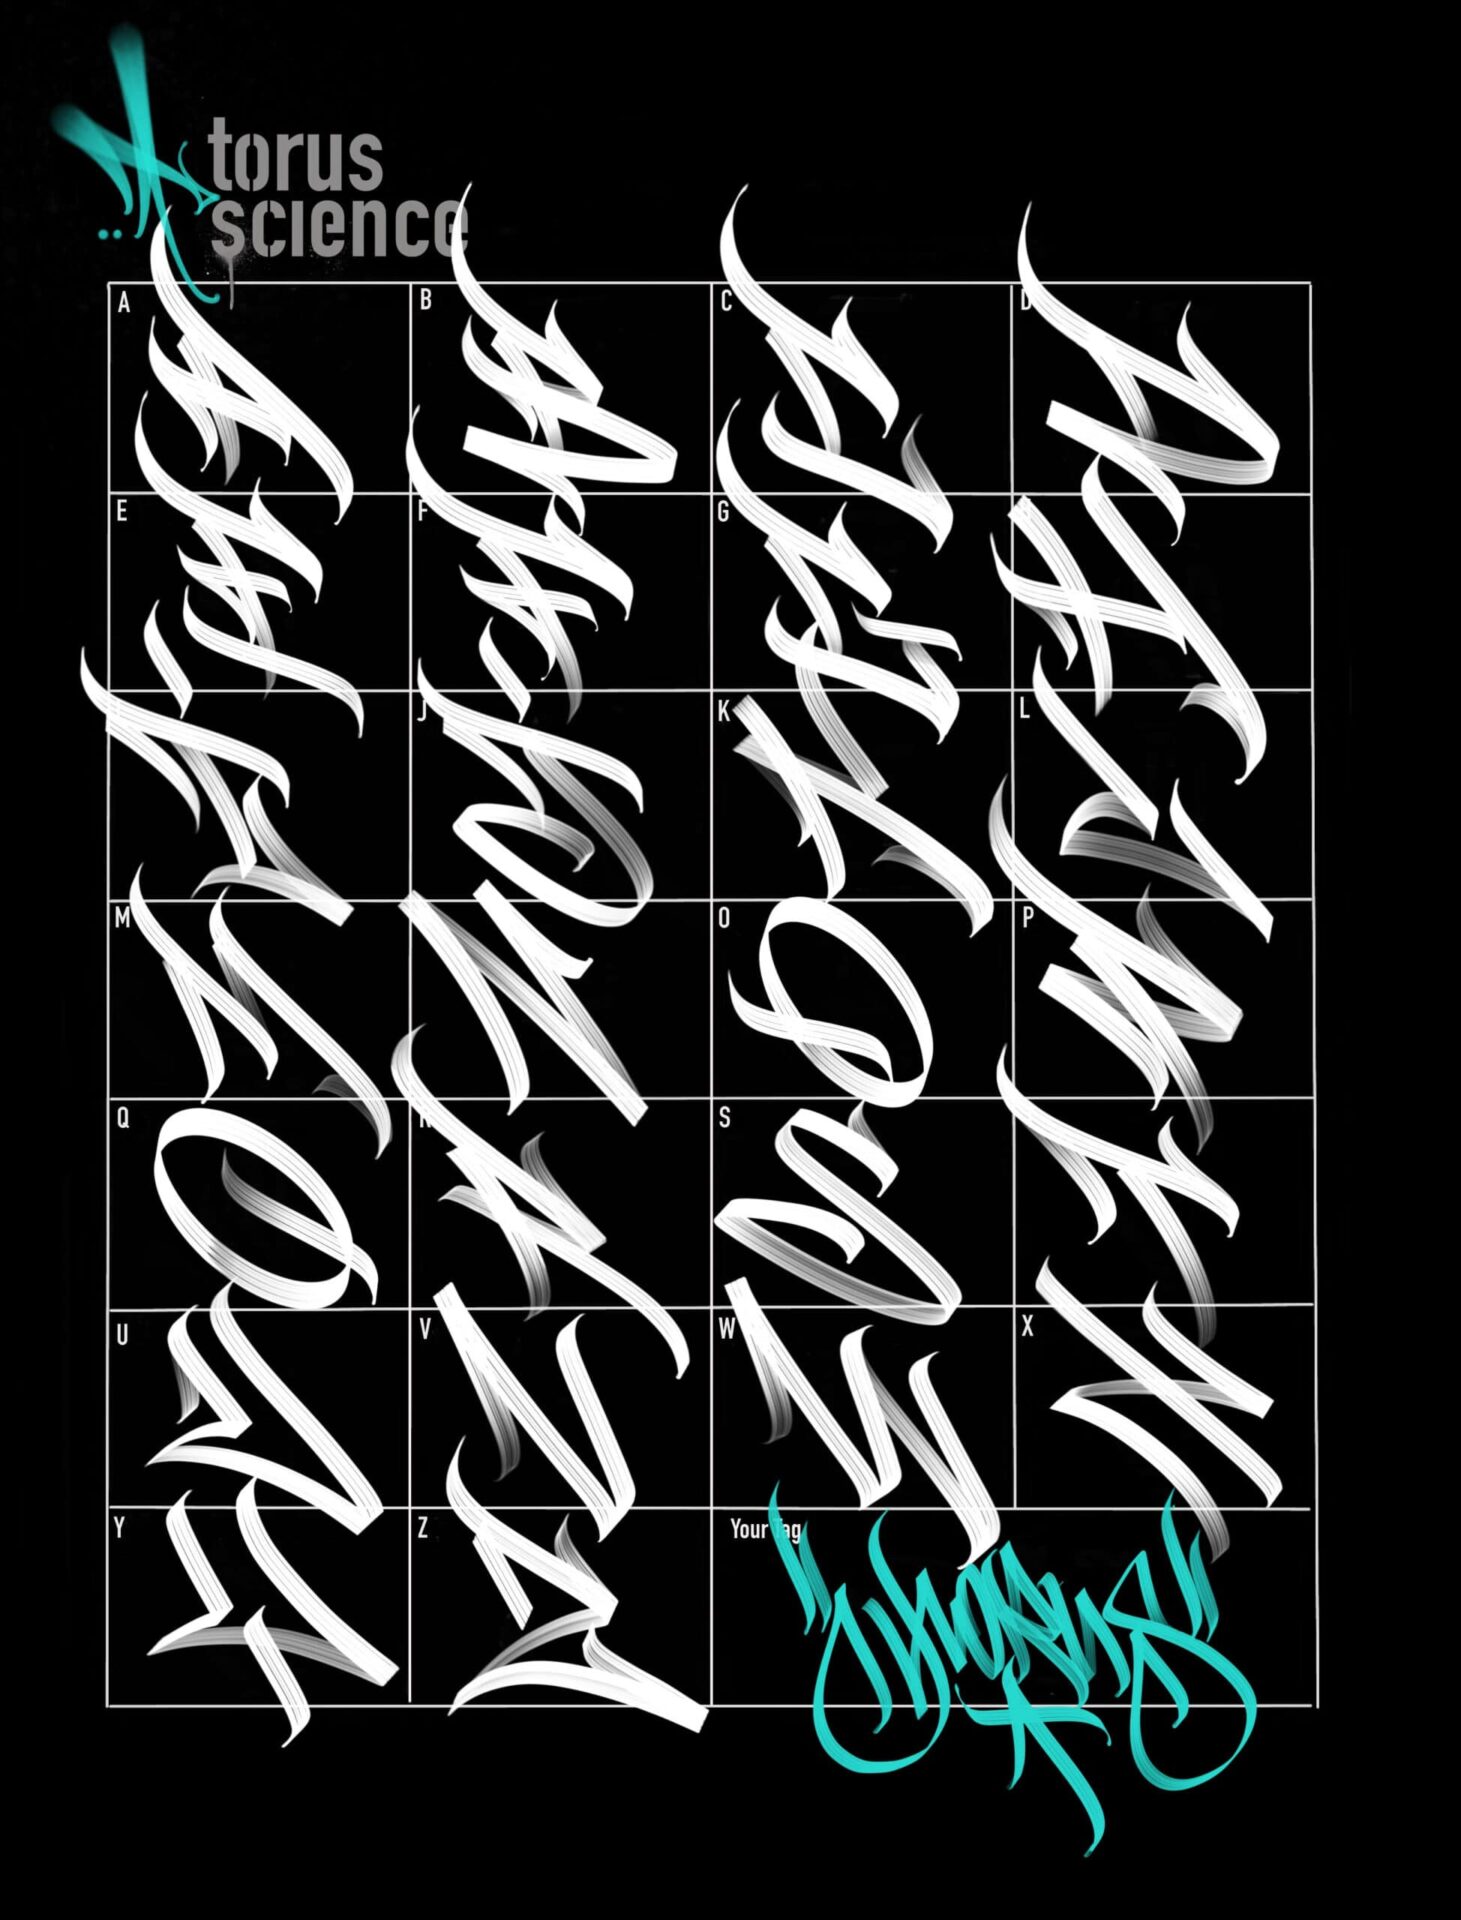 torus
science
A B C D
E F G H
J K L
M O P
Q R S
U V W X
Y Z Your Tag